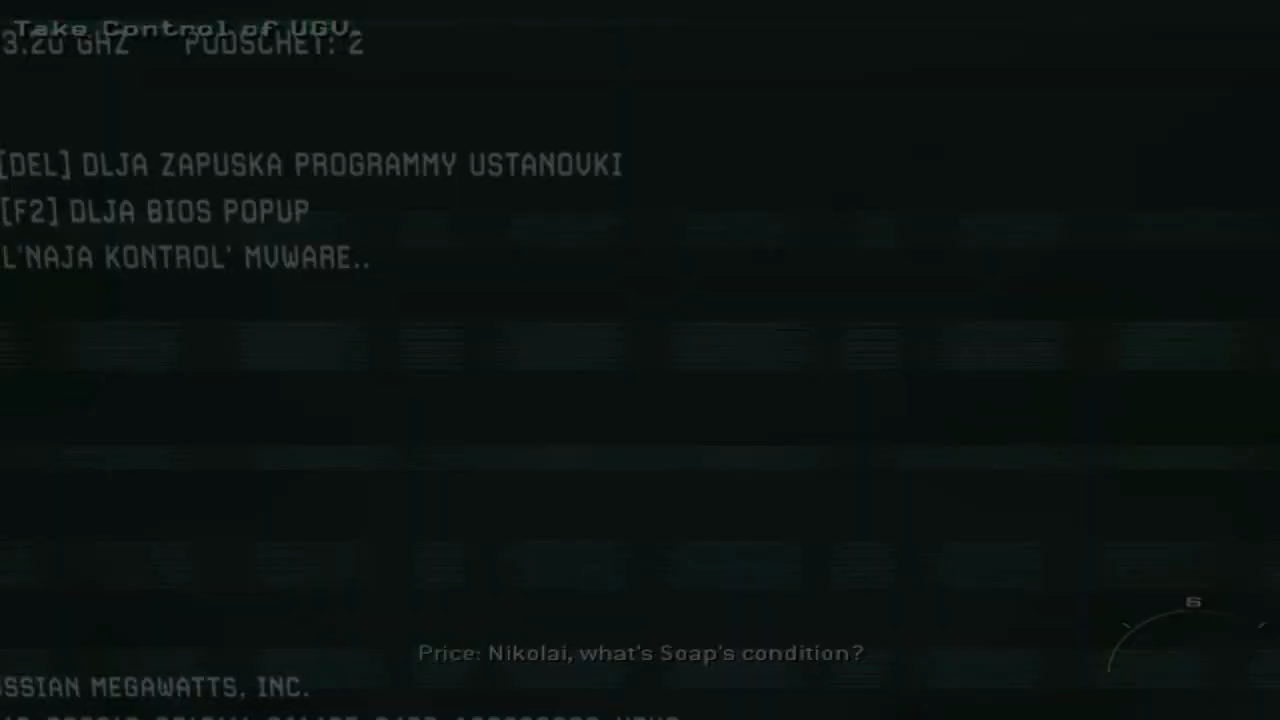 Take Control of UGV.
3.20 GHZ PODSCHET: 2
[DEL] DLJA ZAPUSKA PROGRAMMY USTANOVKI
[F2] DLJA BIOS POPUP
L'NAJA KONTROL' MVWARE..
S
Price: Nikolai, what's Soap's condition?
USSIAN MEGAWATTS, INC.